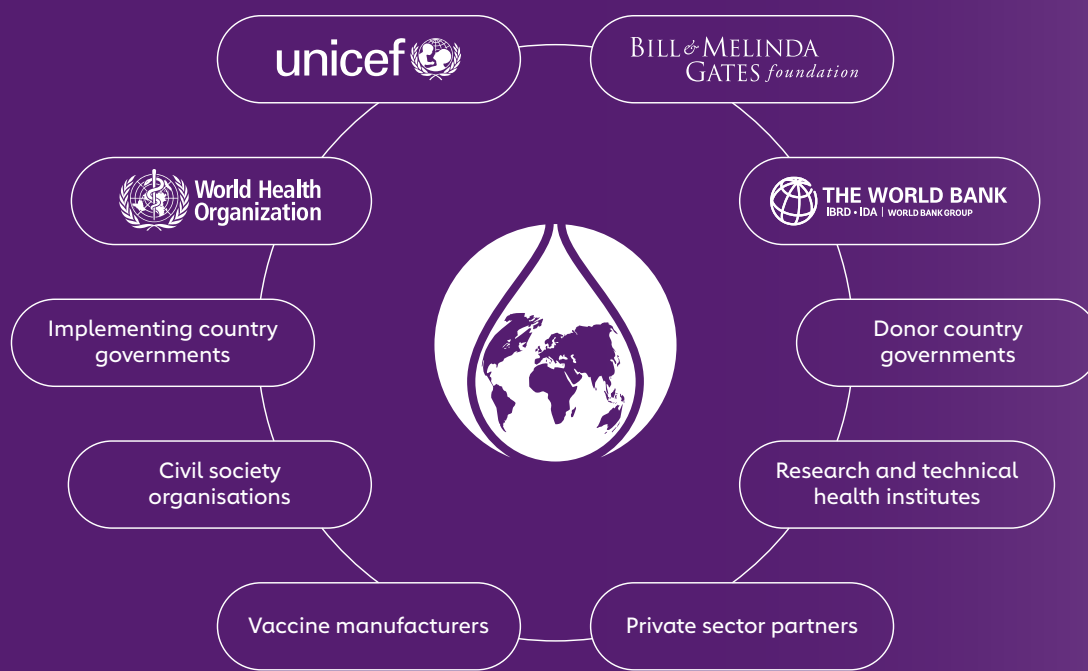 unicef
BILL & MELINDA
GATES foundation
World Health
Organization
THE WORLD BANK
IBRD • IDA | WORLD BANK GROUP
Implementing country
governments
Donor country
governments
Civil society
organisations
Research and technical
health institutes
Vaccine manufacturers
Private sector partners